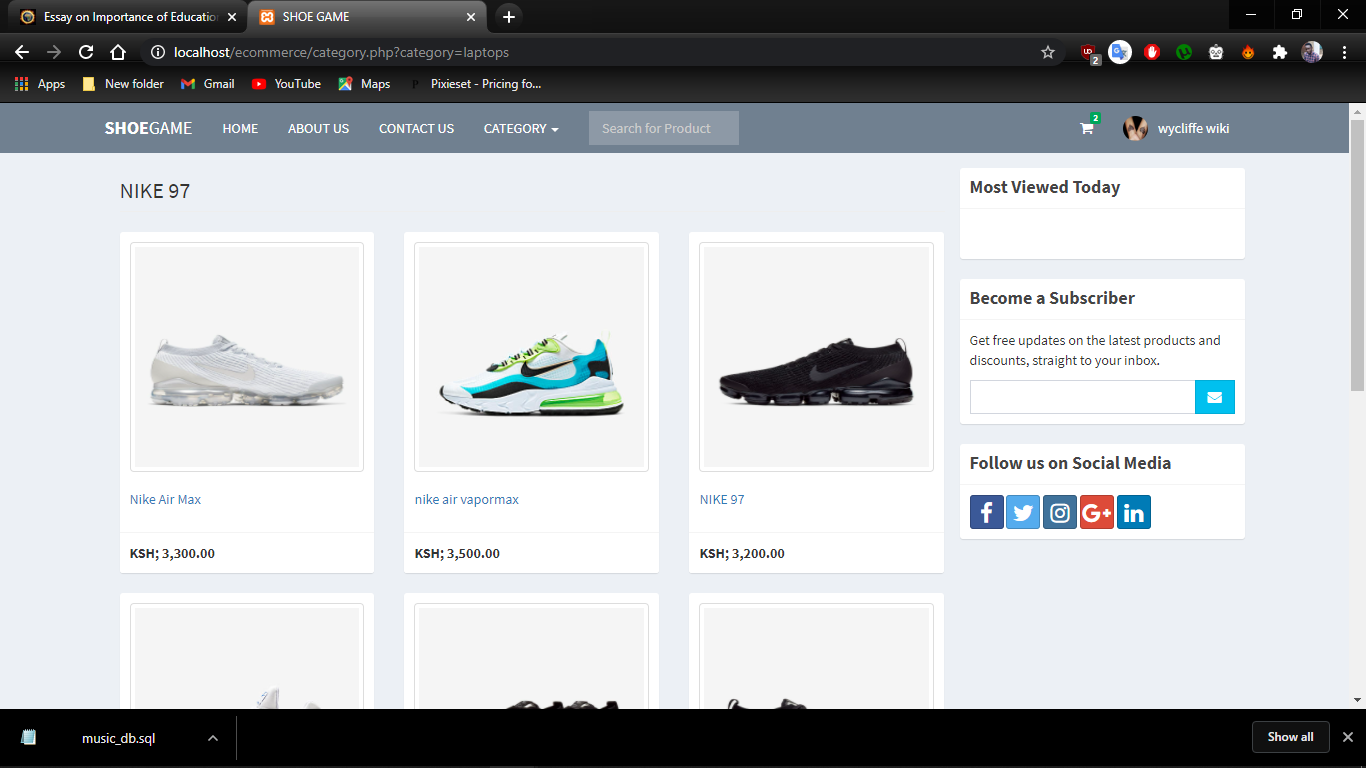 Essay on Importance of Educatio
SHOE GAME
localhost/ecommerce/category.php?category=laptops
2
Apps
New folder
Gmail
YouTube
Maps
Pixieset - Pricing fo...
SHOEGAME
HOME
ABOUT US
CONTACT US
CATEGORY
Search for Product
2
wycliffe wiki
NIKE 97
Nike Air Max
KSH; 3,300.00
nike air vapormax
KSH; 3,500.00
NIKE 97
KSH; 3,200.00
Most Viewed Today
Become a Subscriber
Get free updates on the latest products and
discounts, straight to your inbox.
Follow us on Social Media
music_db.sql
Show all